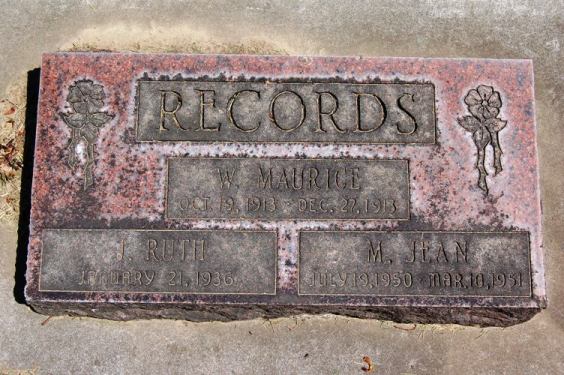 RECORDS
W. MAURICE
OCT. 19, 1913 - DEC. 27, 1913
J. RUTH
JANUARY 21, 1936
M. JEAN
JULY 19, 1950 - MAR. 10, 1951